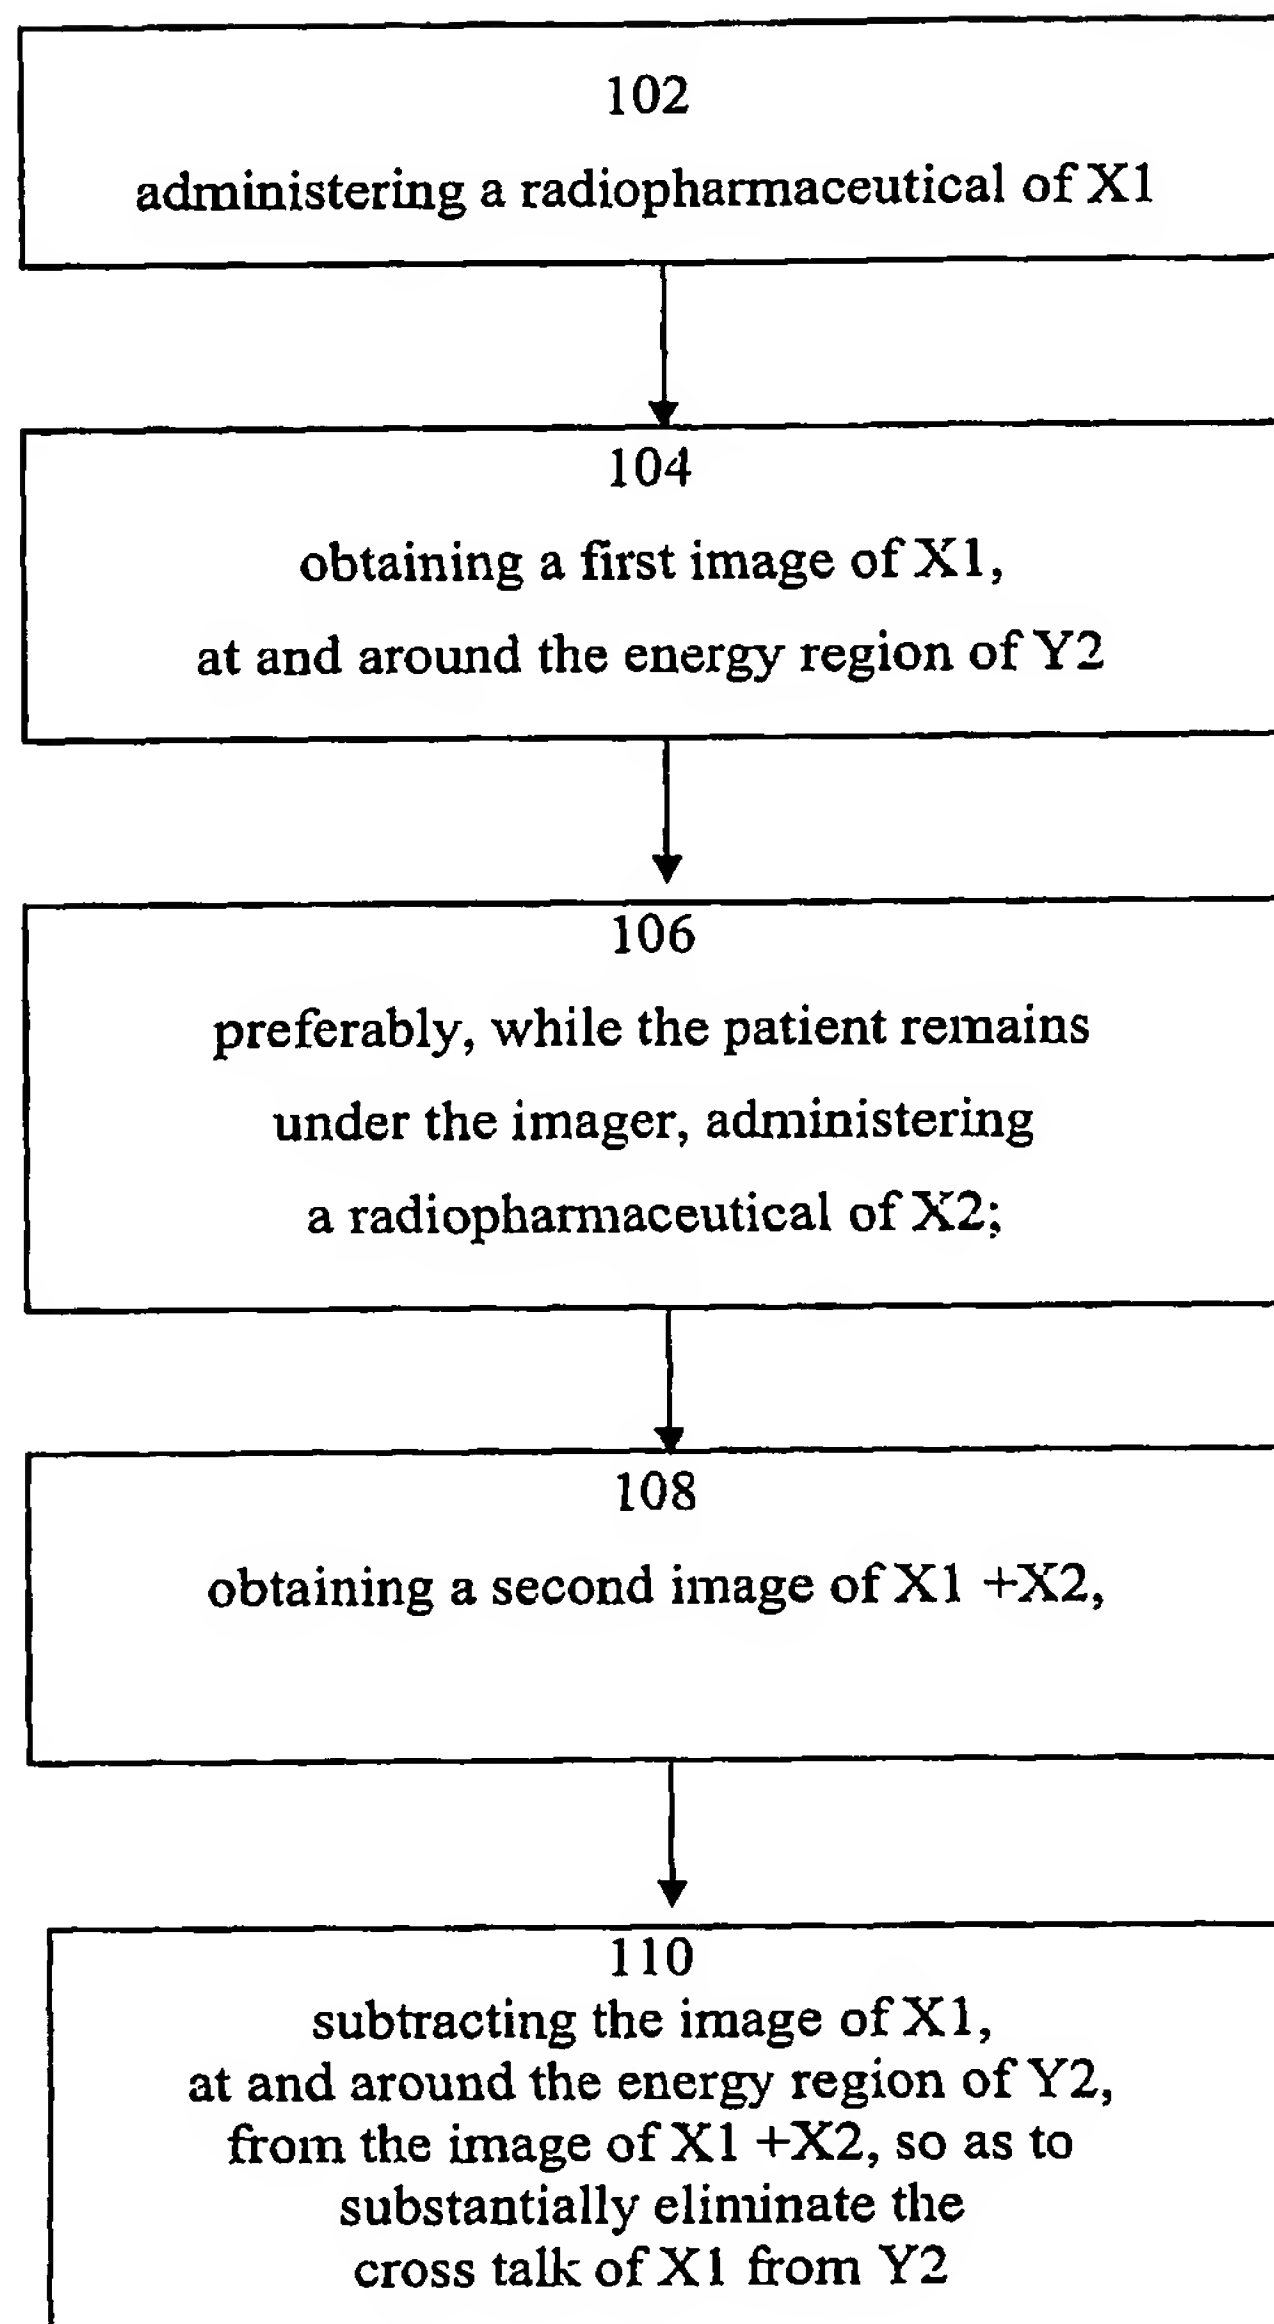 102
administering a radiopharmaceutical of X1
104
obtaining a first image of X1,
at and around the energy region of Y2
106
preferably, while the patient remains
under the imager, administering
a radiopharmaceutical of X2;
108
obtaining a second image of X1 +X2,
110
subtracting the image of X1,
at and around the energy region of Y2,
from the image of X1 +X2, so as to
substantially eliminate the
cross talk of X1 from Y2